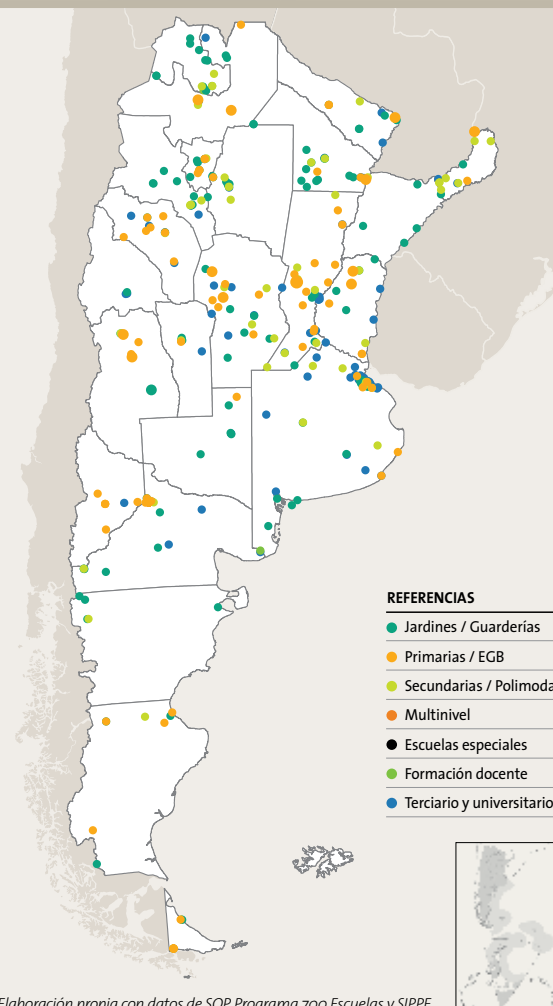 REFERENCIAS
Jardines / Guarderías
Primarias / EGB
Secundarias / Polimoda
Multinivel
Escuelas especiales
Formación docente
Terciario y universitario
Elaboración propia con datos de SOP Programa 700 Escuelas y SIPPE